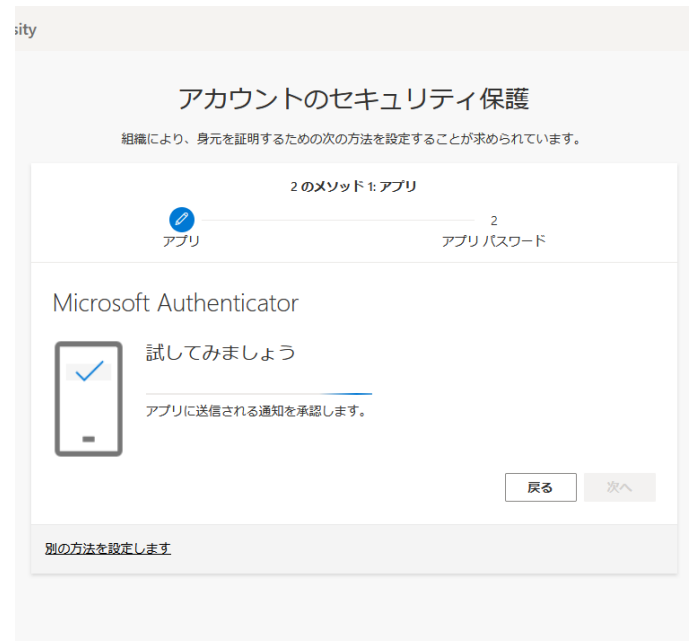 sity
アカウントのセキュリティ保護
組織により、身元を証明するための次の方法を設定することが求められています。
2 のメソッド 1: アプリ
2
アプリ
アプリ パスワード
Microsoft Authenticator
試してみましょう
アプリに送信される通知を承認します。
戻る
次へ
別の方法を設定します